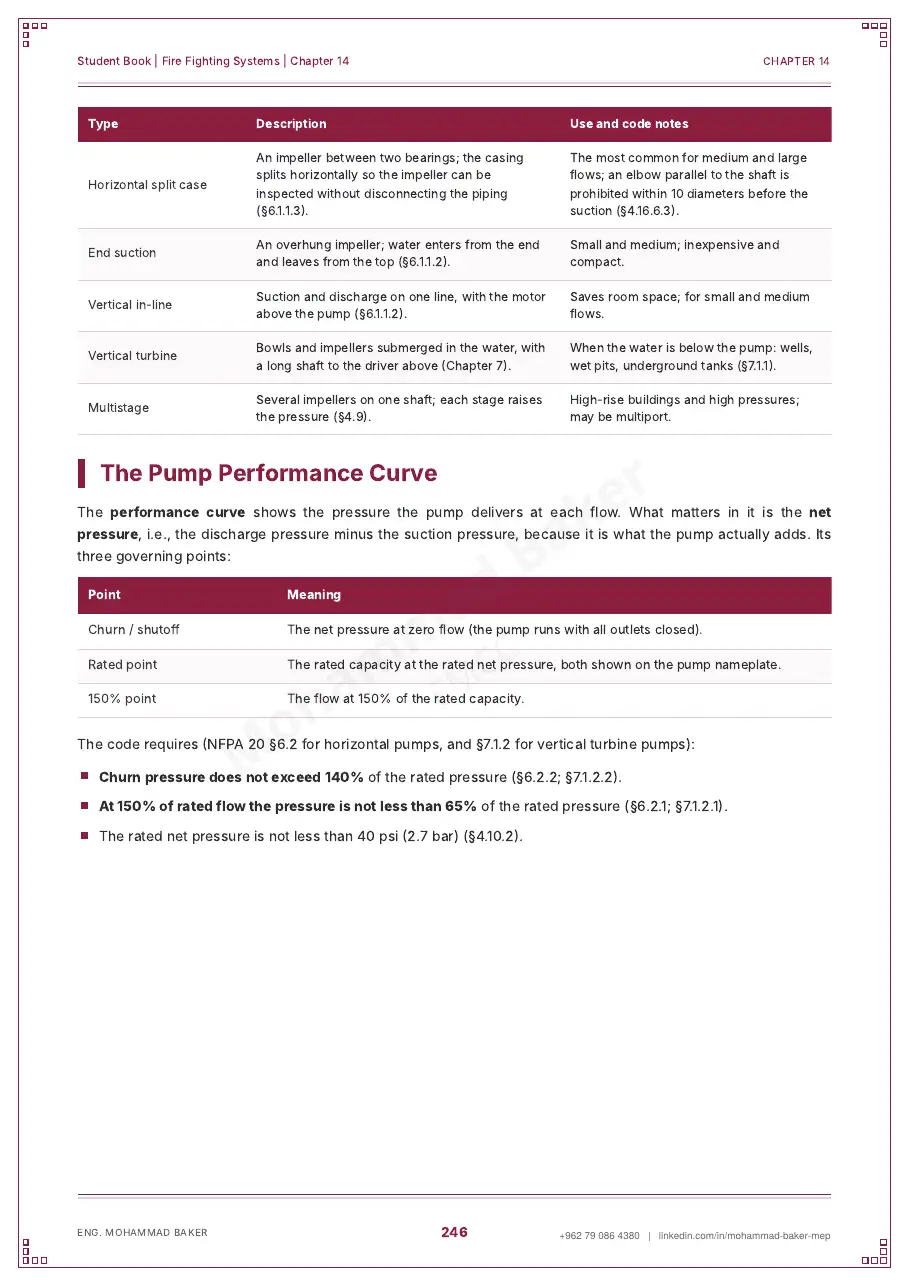 Student Book | Fire Fighting Systems | Chapter 14
CHAPTER 14
Type
Description
Use and code notes
Horizontal split case
An impeller between two bearings; the casing
splits horizontally so the impeller can be
inspected without disconnecting the piping
(§6.1.1.3).
The most common for medium and large
flows; an elbow parallel to the shaft is
prohibited within 10 diameters before the
suction (§4.16.6.3).
End suction
An overhung impeller; water enters from the end
and leaves from the top (§6.1.1.2).
Small and medium; inexpensive and
compact.
Vertical in-line
Suction and discharge on one line, with the motor
above the pump (§6.1.1.2).
Saves room space; for small and medium
flows.
Vertical turbine
Bowls and impellers submerged in the water, with
a long shaft to the driver above (Chapter 7).
When the water is below the pump: wells,
wet pits, underground tanks (§7.1.1).
Multistage
Several impellers on one shaft; each stage raises
the pressure (§4.9).
High-rise buildings and high pressures;
may be multiport.
The Pump Performance Curve
The performance curve shows the pressure the pump delivers at each flow. What matters in it is the net
pressure, i.e., the discharge pressure minus the suction pressure, because it is what the pump actually adds. Its
three governing points:
Point
Meaning
Churn / shutoff
The net pressure at zero flow (the pump runs with all outlets closed).
Rated point
The rated capacity at the rated net pressure, both shown on the pump nameplate.
150% point
The flow at 150% of the rated capacity.
The code requires (NFPA 20 §6.2 for horizontal pumps, and §7.1.2 for vertical turbine pumps):
Churn pressure does not exceed 140% of the rated pressure (§6.2.2; §7.1.2.2).
At 150% of rated flow the pressure is not less than 65% of the rated pressure (§6.2.1; §7.1.2.1).
The rated net pressure is not less than 40 psi (2.7 bar) (§4.10.2).
Mohammad baker
ENG. MOHAMMAD BAKER
246
+962 79 086 4380 | linkedin.com/in/mohammad-baker-mep